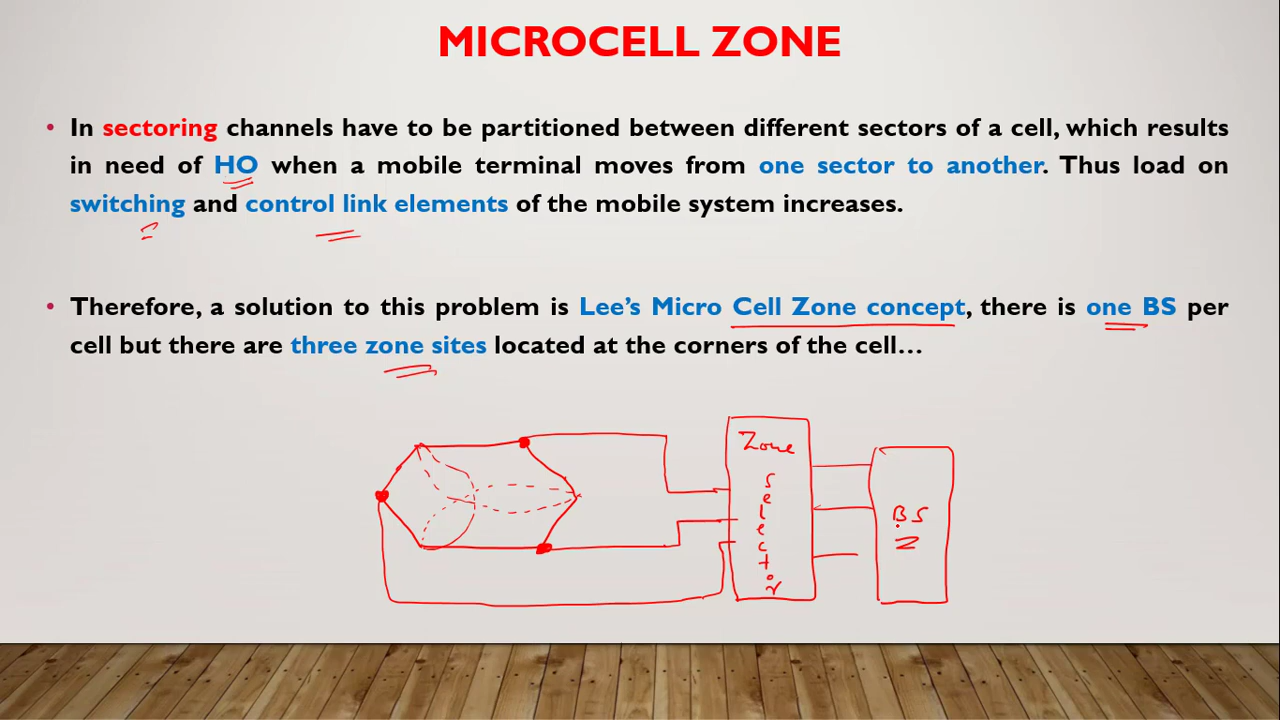 MICROCELL ZONE
• In sectoring channels have to be partitioned between different sectors of a cell, which results
in need of HO when a mobile terminal moves from one sector to another. Thus load on
switching and control link elements of the mobile system increases.
• Therefore, a solution to this problem is Lee's Micro Cell Zone concept, there is one BS per
cell but there are three zone sites located at the corners of the cell...
Zone
selector
BS